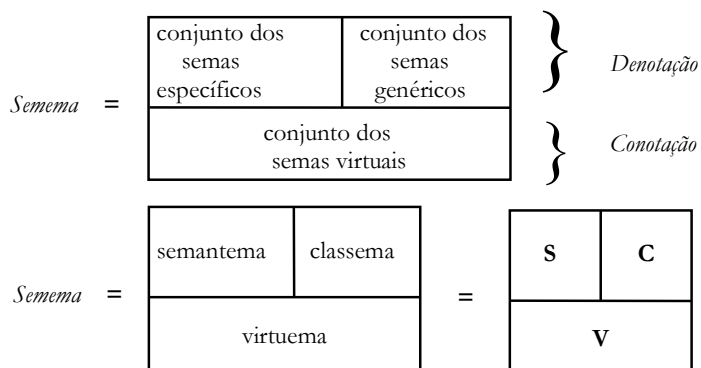 conjunto dos
semas
específicos
conjunto dos
semas
genéricos
} Denotação
Semema =
conjunto dos
semas virtuais
} Conotação
semantema
classema
S
C
Semema =
=
virtuema
V